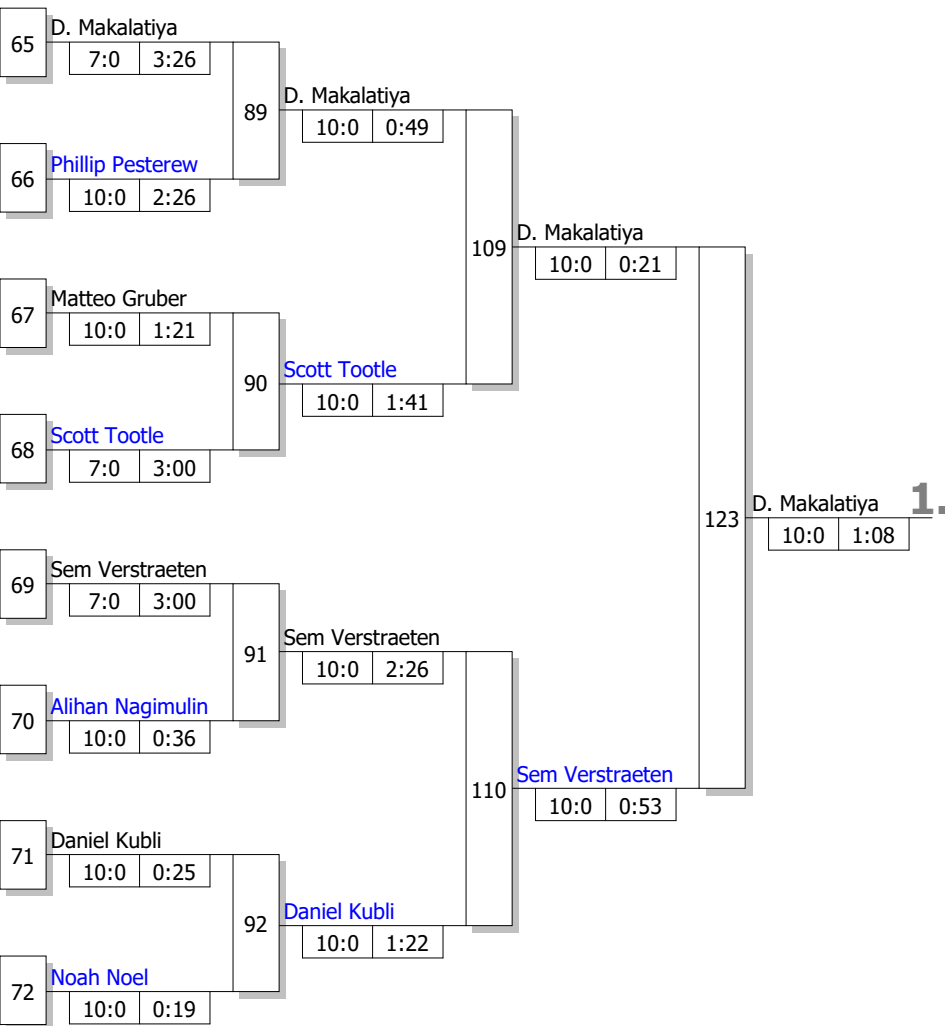 65
D. Makalatiya
7:0 3:26
89
D. Makalatiya
10:0 0:49
66
Phillip Pesterew
10:0 2:26
109
D. Makalatiya
10:0 0:21
67
Matteo Gruber
10:0 1:21
90
Scott Tootle
10:0 1:41
68
Scott Tootle
7:0 3:00
123
D. Makalatiya 1.
10:0 1:08
69
Sem Verstraeten
7:0 3:00
91
Sem Verstraeten
10:0 2:26
70
Alihan Nagimulin
10:0 0:36
110
Sem Verstraeten
10:0 0:53
71
Daniel Kubli
10:0 0:25
92
Daniel Kubli
10:0 1:22
72
Noah Noel
10:0 0:19